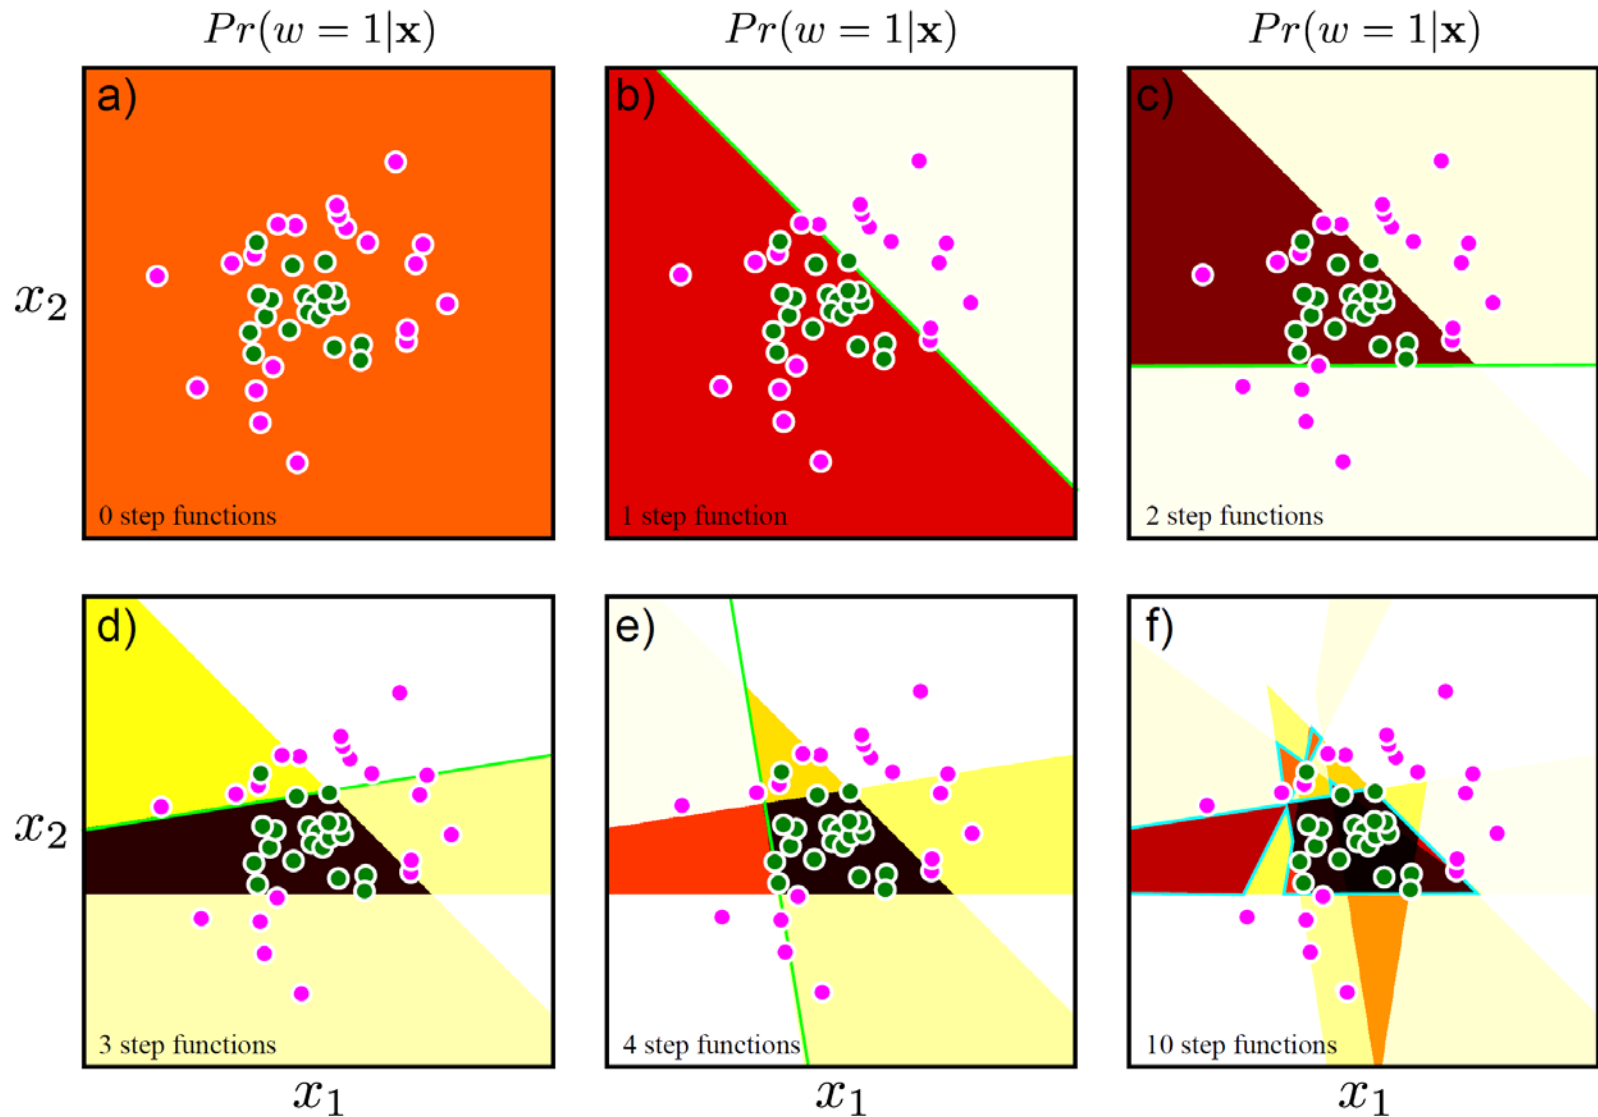 Pr(w = 1|x) Pr(w = 1|x) Pr(w = 1|x)
a) b) c)
x₂
0 step functions 1 step function 2 step functions
d) e) f)
x₂
3 step functions 4 step functions 10 step functions
x₁ x₁ x₁